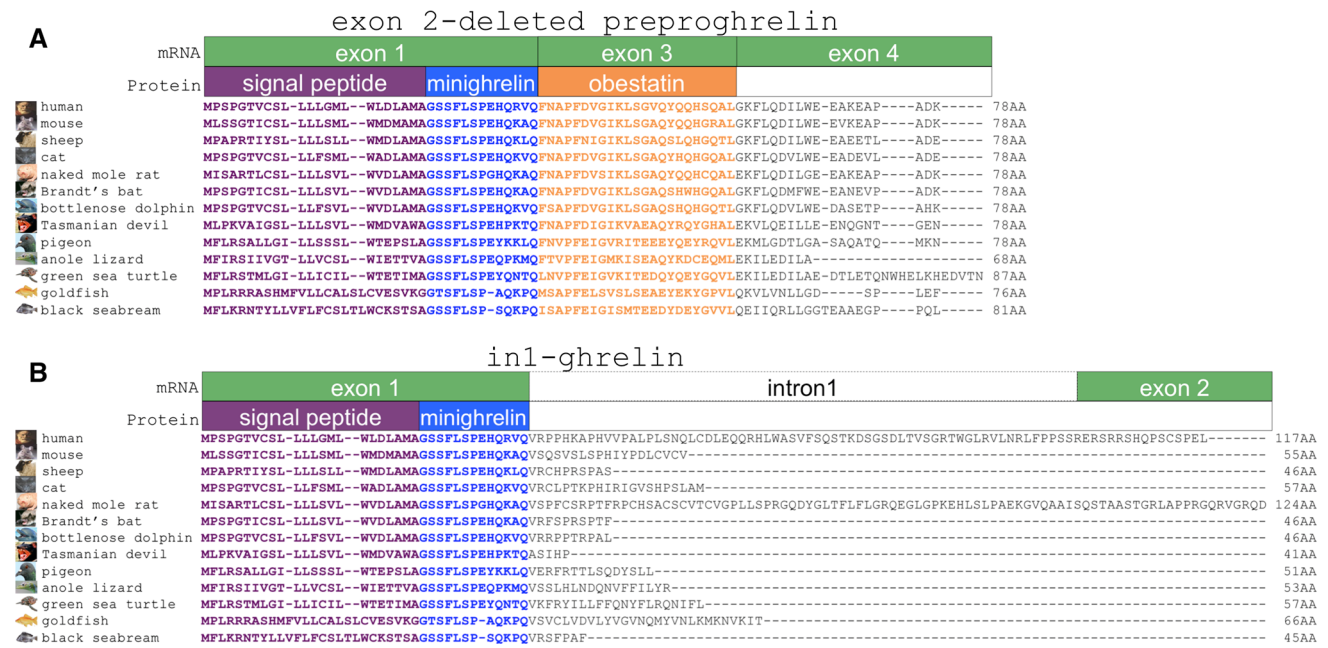 A
exon 2-deleted preproghrelin
mRNA exon 1 exon 3 exon 4
Protein signal peptide minighrelin obestatin
human MPSPGTVCSL-LLLGML--WLDLAMAGSSFLSPEHQRVQFNAPFDVGIKLSGVQYQQHSQALGKFLQDILWE-EAKEAP----ADK----- 78AA
mouse MLSSGTICSL-LLLSML--WMDMAMAGSSFLSPEHQKAQFNAPFDVGIKLSGAQYQQHGRALGKFLQDILWE-EVKEAP----ADK----- 78AA
sheep MPAPRTIYSL-LLLSLL--WMDLAMAGSSFLSPEHQKLQFNAPFNIGIKLSGAQSLQHGQTLGKFLQDILWE-EAEETL----ADE----- 78AA
cat MPSPGTVCSL-LLFSML--WADLAMAGSSFLSPEHQKVQFNAPFDVGIKLSGAQYHQHGQALGKFLQDVLWE-EADEVL----ADE----- 78AA
naked mole rat MISARTLCSL-LLLSVL--WVDLAMAGSSFLSPGHQKAQFNAPFDVSIKLSGAQYQQHCQALGKFLQDILGE-EAKEAP----ADK----- 78AA
Brandt's bat MPSPGTICSL-LLLSVL--WMDLAMAGSSFLSPEHQKAQFNAPFDVGIKLSGAQSHWHGQALGKFLQDMFWE-EANEVP----ADK----- 78AA
bottlenose dolphin MPSPGTVCSL-LLFSVL--WVDLAMAGSSFLSPEHQKVQFSAPFDVGIKLSGAQSHQHGQTLGKFLQDVLWE-DASETP----AHK----- 78AA
Tasmanian devil MLPKVAIGSL-LLLSVL--WMDVAWAGSSFLSPEHPKTQFNAPFDIGIKVAEAQYRQYGHALEKVLQEILLE-ENQGNT----GEN----- 78AA
pigeon MFLRSALLGI-LLSSSL--WTEPSLAGSSFLSPEYKKLQFNVPFEIGVRITEEEYQEYRQVLEKMLGDTLGA-SAQATQ----MKN----- 78AA
anole lizard MFIRSIIVGT-LLVCSL-WIETTVAGSSFLSPEQPKMQFTVPFEIGMKISEAQYKDCEQMLEKILEDILA------------------- 68AA
green sea turtle MFLRSTMLGI-LLICIL--WTETIMAGSSFLSPEYQNTQLNVPFEIGVKITEDQYQEYGQVLEKILEDILAE-DTLETQNWHELKHEDVTN 87AA
goldfish MPLRRRASHMFVLLCALSLCVESVKGGTSFLSP-AQKPQMSAPFELSVSLSEAEYEKYGPVLQKVLVNLLGD-----SP----LEF----- 76AA
black seabream MFLKRNTYLLVFLFCSLTLWCKSTSAGSSFLSP-SQKPQISAPFEIGISMTEEDYDEYGVVLQEIIQRLLGGTEAAEGP----PQL----- 81AA
B
in1-ghrelin
mRNA exon 1 intron1 exon 2
Protein signal peptide minighrelin
human MPSPGTVCSL-LLLGML--WLDLAMAGSSFLSPEHQRVQVRPPHKAPHVVPALPLSNQLCDLEQQRHLWASVFSQSTKDSGSDLTVSGRTWGLRVLNRLFPPSSRERSRRSHQPSCSPEL------- 117AA
mouse MLSSGTICSL-LLLSML--WMDMAMAGSSFLSPEHQKAQVSQSVSLSPHIYPDLCVCV--- 55AA
sheep MPAPRTIYSL-LLLSLL--WMDLAMAGSSFLSPEHQKLQVRCHPRSPAS--- 46AA
cat MPSPGTVCSL-LLFSML--WADLAMAGSSFLSPEHQKVQVRCLPTKPHIRIGVSHPSLAM--- 57AA
naked mole rat MISARTLCSL-LLLSVL--WVDLAMAGSSFLSPGHQKAQVSPFCSRPTFRPCHSACSCVTCVGPLLSPRGQDYGLTFLFLGRQEGLGPKEHLSLPAEKGVQAAISQSTAASTGRLAPPRGQRVGRQD 124AA
Brandt's bat MPSPGTICSL-LLLSVL--WMDLAMAGSSFLSPEHQKAQVRFSPRSPTF--- 46AA
bottlenose dolphin MPSPGTVCSL-LLFSVL--WVDLAMAGSSFLSPEHQKVQVRRPPTRPAL--- 46AA
Tasmanian devil MLPKVAIGSL-LLLSVL--WMDVAWAGSSFLSPEHPKTQASIHP--- 41AA
pigeon MFLRSALLGI-LLSSSL--WTEPSLAGSSFLSPEYKKLQVERFRTTLSQDYSLL--- 51AA
anole lizard MFIRSIIVGT-LLVCSL--WIETTVAGSSFLSPEQPKMQVSSLHLNDQNVFFILYR--- 53AA
green sea turtle MFLRSTMLGI-LLICIL--WTETIMAGSSFLSPEYQNTQVKFRYILLFFQNYFLRQNIFL--- 57AA
goldfish MPLRRRASHMFVLLCALSLCVESVKGGTSFLSP-AQKPQVSVCLVDVLYVGVNQMYVNLKMKNVKIT--- 66AA
black seabream MFLKRNTYLLVFLFCSLTLWCKSTSAGSSFLSP-SQKPQVRSFPAF--- 45AA